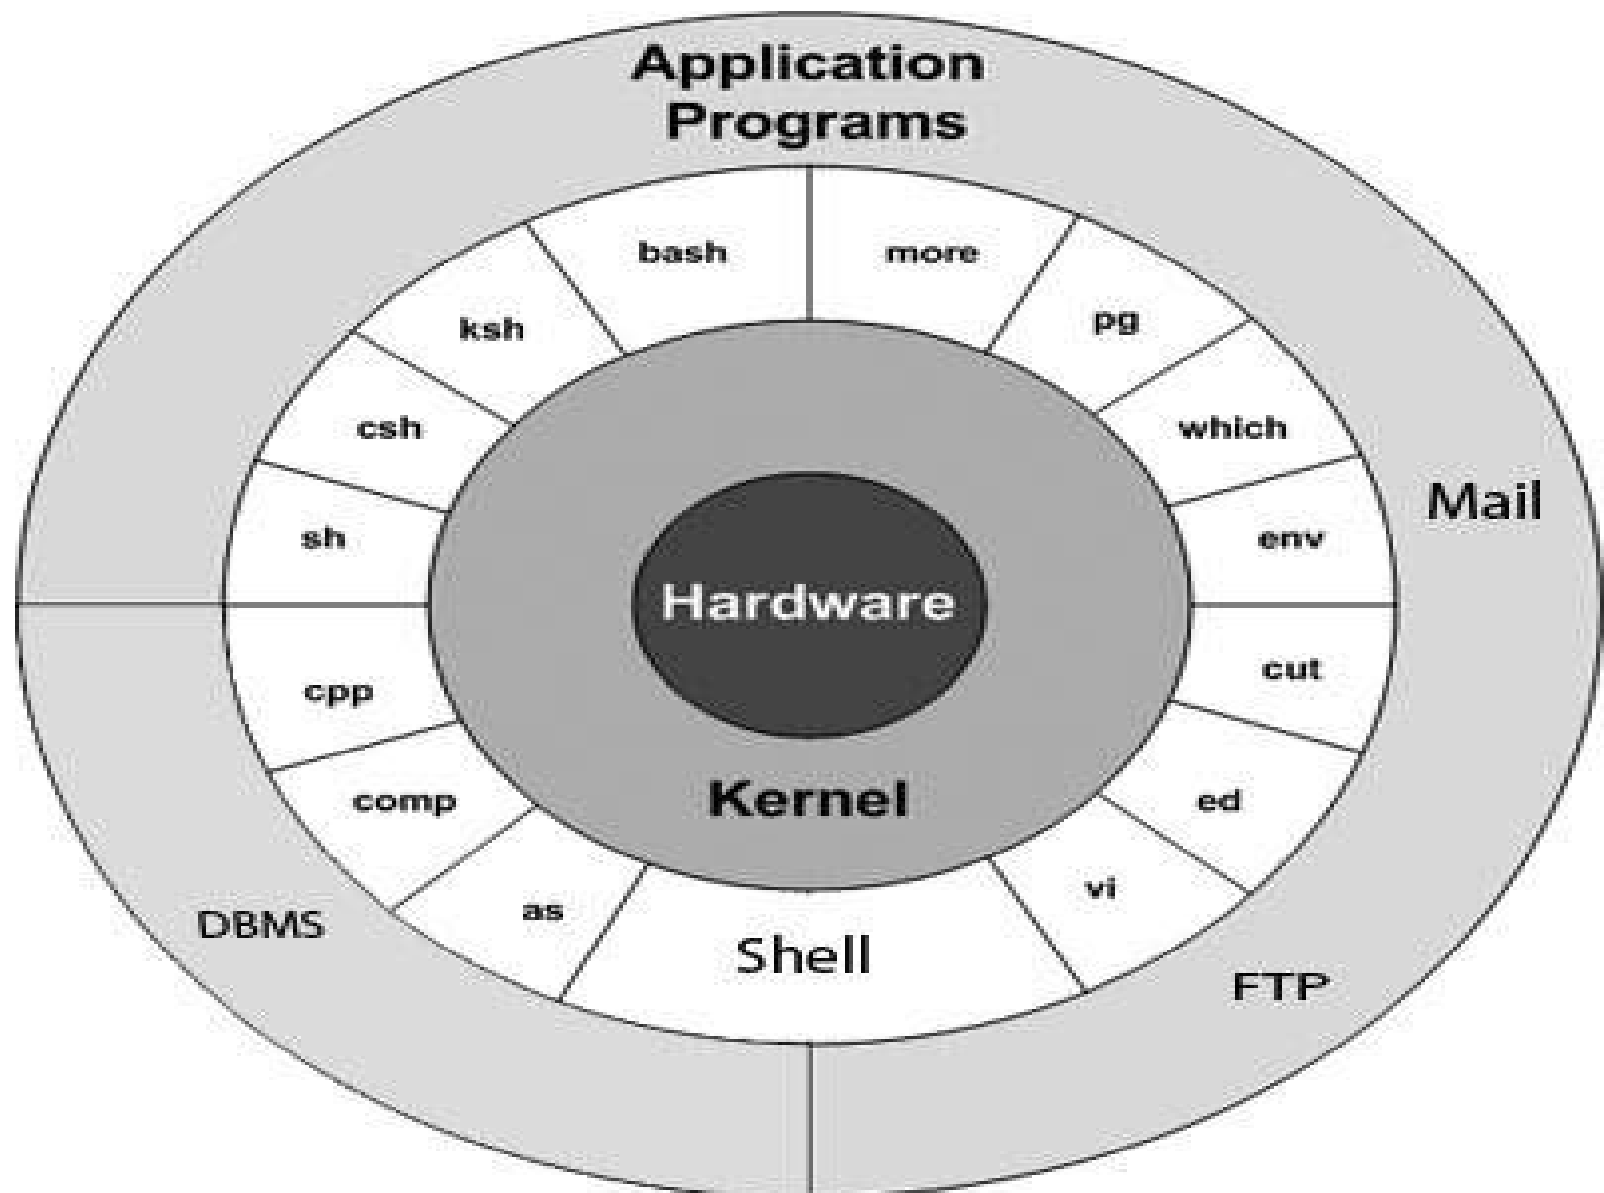 Application
Programs
bash
more
ksh
pg
csh
which
Mail
sh
env
Hardware
cpp
cut
comp
Kernel
ed
as
vi
DBMS
Shell
FTP